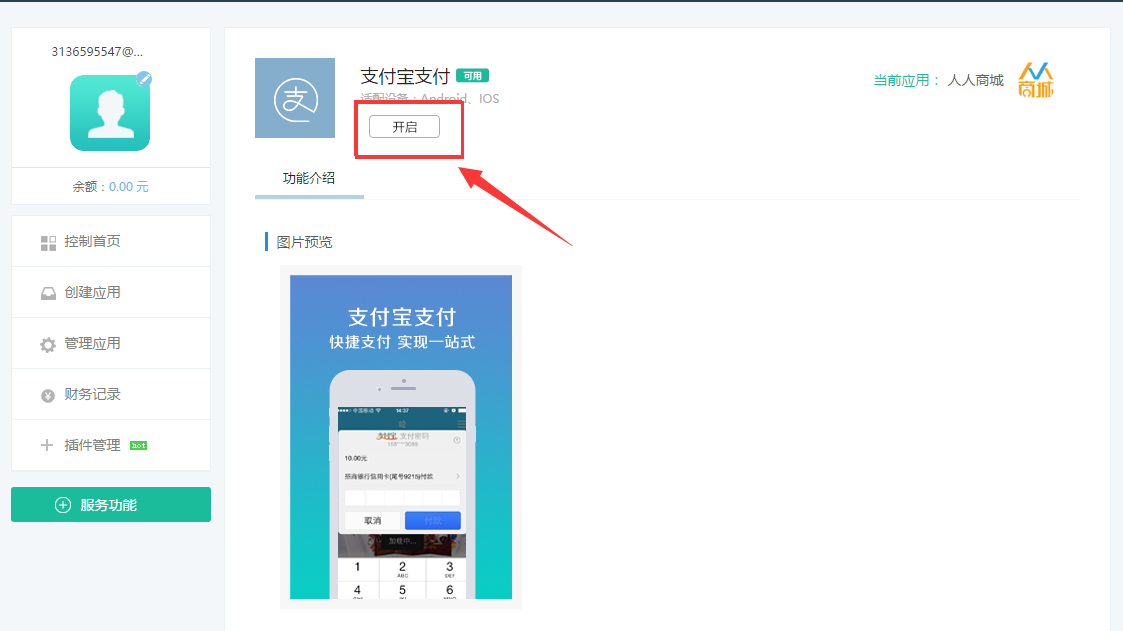 3136595547@...
余额：0.00 元
控制首页
创建应用
管理应用
财务记录
插件管理 hot
服务功能
支付宝支付 可用
适配设备：Android、IOS
开启
当前应用： 人人商城
商城
功能介绍
图片预览
支付宝支付
快捷支付 实现一站式
中国移动 14:37
支付宝 支付密码
10.00元
招商银行信用卡(尾号9215)付款
取消 付款
加载中...
1 2 3
ABC DEF
4 5 6